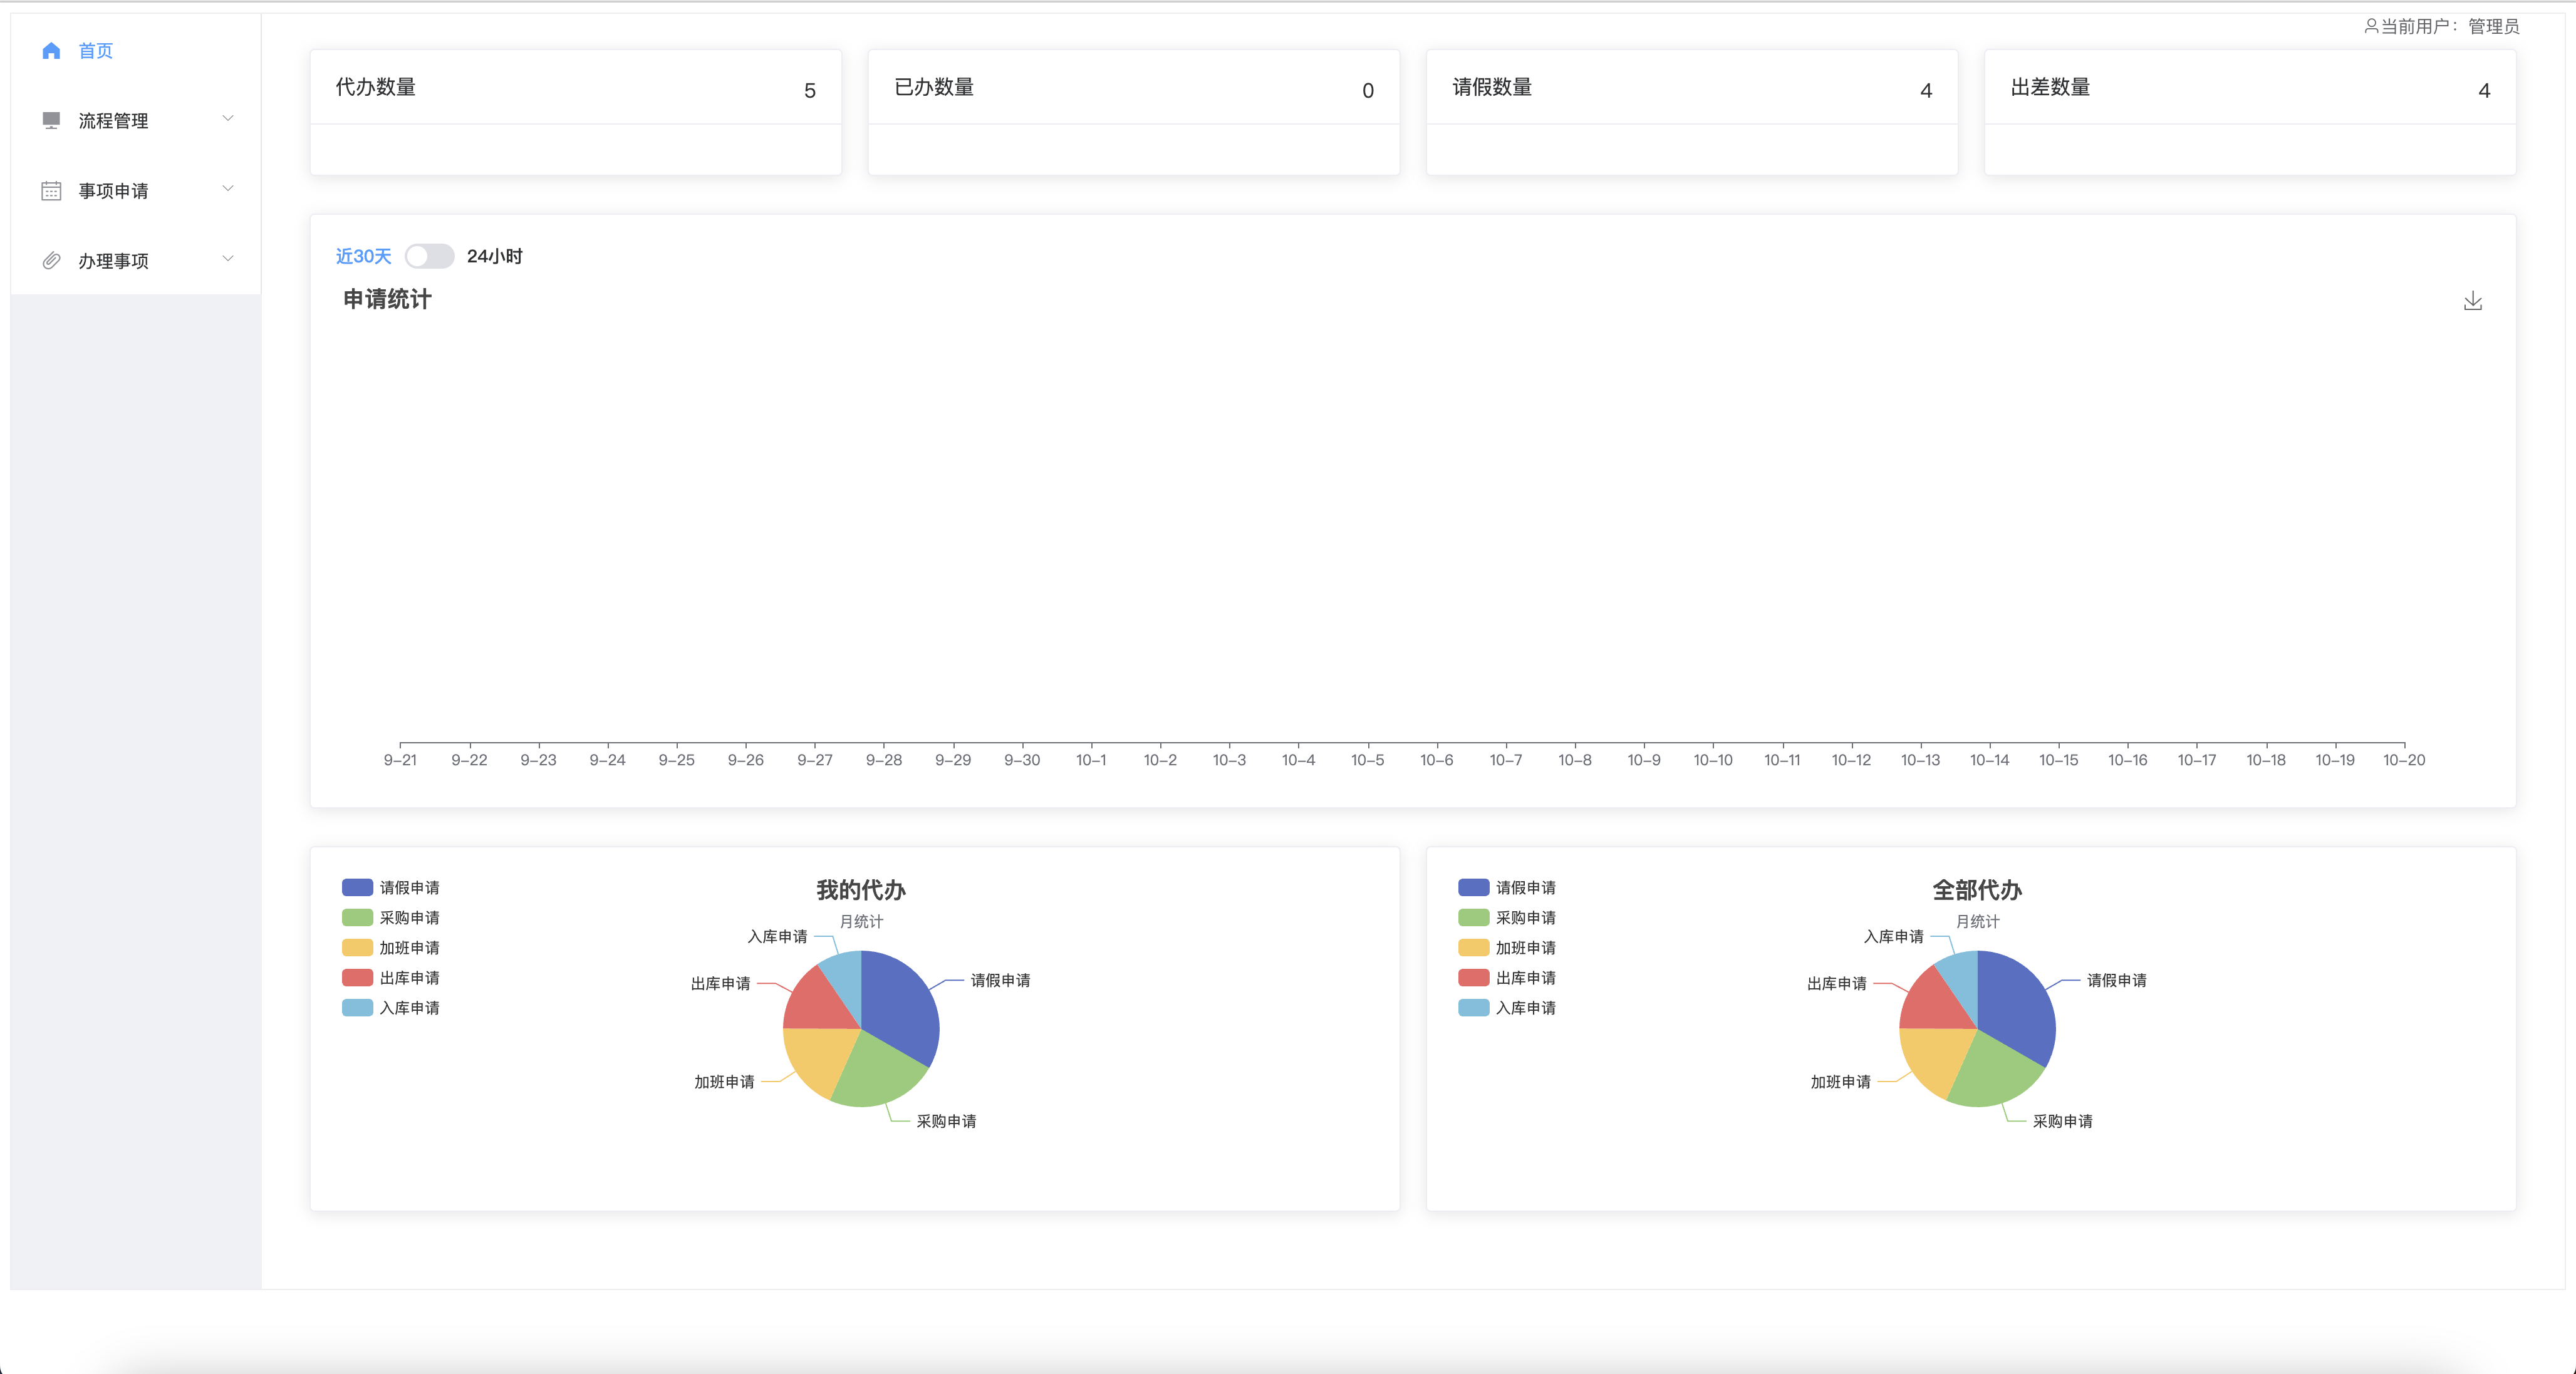 当前用户：管理员
首页
流程管理
事项申请
办理事项
代办数量 5
已办数量 0
请假数量 4
出差数量 4
近30天 24小时
申请统计
9-21 9-22 9-23 9-24 9-25 9-26 9-27 9-28 9-29 9-30 10-1 10-2 10-3 10-4 10-5 10-6 10-7 10-8 10-9 10-10 10-11 10-12 10-13 10-14 10-15 10-16 10-17 10-18 10-19 10-20
请假申请
采购申请
加班申请
出库申请
入库申请
我的代办
月统计
入库申请
请假申请
出库申请
加班申请
采购申请
请假申请
采购申请
加班申请
出库申请
入库申请
全部代办
月统计
入库申请
请假申请
出库申请
加班申请
采购申请